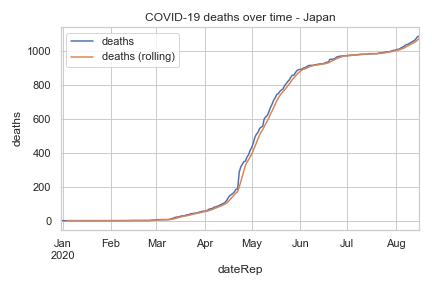 COVID-19 deaths over time - Japan
deaths
deaths (rolling)
1000
800
600
400
200
0
deaths
Jan Feb Mar Apr May Jun Jul Aug
2020
dateRep